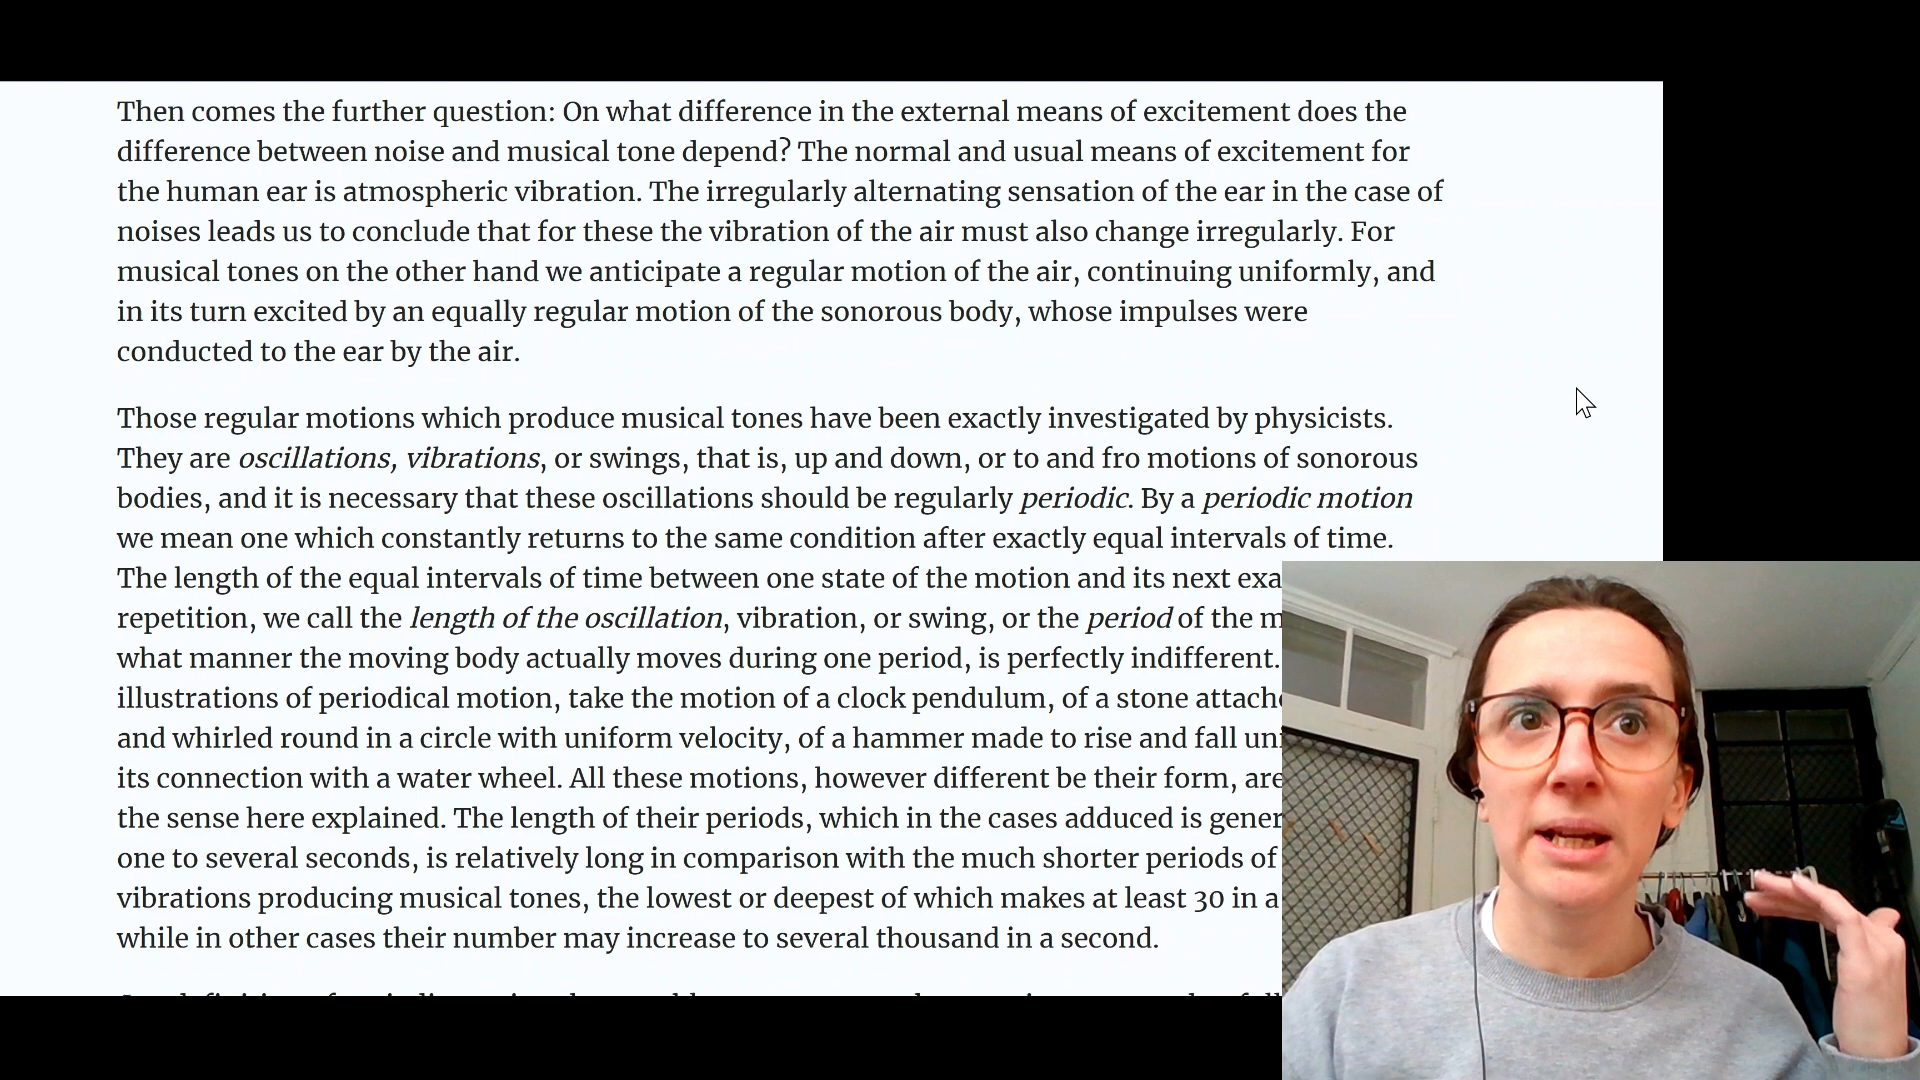 Then comes the further question: On what difference in the external means of excitement does the
difference between noise and musical tone depend? The normal and usual means of excitement for
the human ear is atmospheric vibration. The irregularly alternating sensation of the ear in the case of
noises leads us to conclude that for these the vibration of the air must also change irregularly. For
musical tones on the other hand we anticipate a regular motion of the air, continuing uniformly, and
in its turn excited by an equally regular motion of the sonorous body, whose impulses were
conducted to the ear by the air.
Those regular motions which produce musical tones have been exactly investigated by physicists.
They are oscillations, vibrations, or swings, that is, up and down, or to and fro motions of sonorous
bodies, and it is necessary that these oscillations should be regularly periodic. By a periodic motion
we mean one which constantly returns to the same condition after exactly equal intervals of time.
The length of the equal intervals of time between one state of the motion and its next exa
repetition, we call the length of the oscillation, vibration, or swing, or the period of the m
what manner the moving body actually moves during one period, is perfectly indifferent.
illustrations of periodical motion, take the motion of a clock pendulum, of a stone attach
and whirled round in a circle with uniform velocity, of a hammer made to rise and fall un
its connection with a water wheel. All these motions, however different be their form, are
the sense here explained. The length of their periods, which in the cases adduced is gener
one to several seconds, is relatively long in comparison with the much shorter periods of
vibrations producing musical tones, the lowest or deepest of which makes at least 30 in a
while in other cases their number may increase to several thousand in a second.